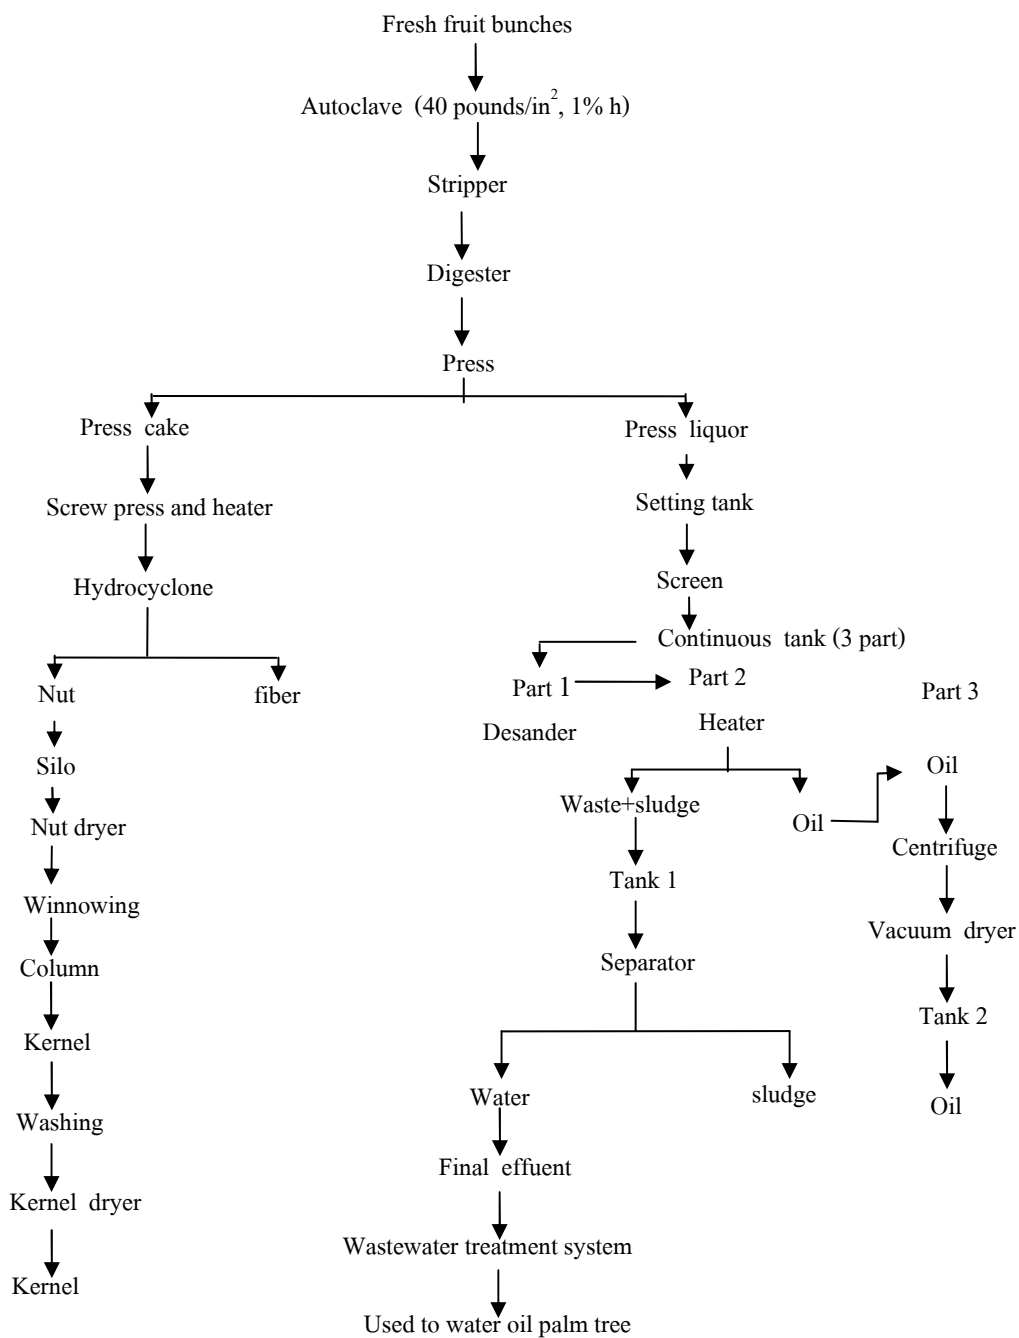 Fresh fruit bunches
Autoclave (40 pounds/in², 1% h)
Stripper
Digester
Press
Press cake
Screw press and heater
Hydrocyclone
Nut
fiber
Silo
Nut dryer
Winnowing
Column
Kernel
Washing
Kernel dryer
Kernel
Press liquor
Setting tank
Screen
Continuous tank (3 part)
Part 1
Desander
Part 2
Heater
Waste+sludge
Oil
Tank 1
Separator
Water
sludge
Final effuent
Wastewater treatment system
Used to water oil palm tree
Part 3
Oil
Centrifuge
Vacuum dryer
Tank 2
Oil